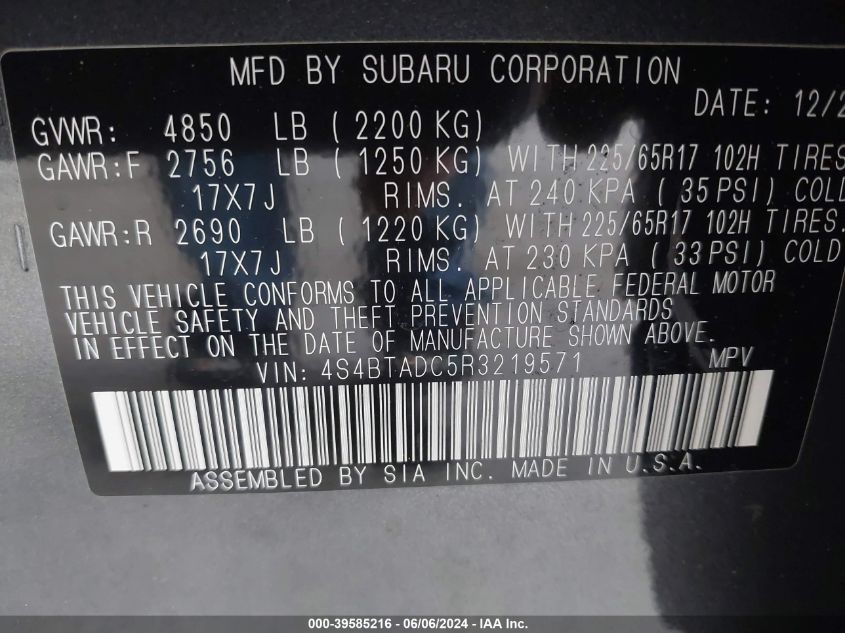 MFD BY SUBARU CORPORATION
DATE: 12/2
GVWR: 4850 LB ( 2200 KG)
GAWR:F 2756 LB ( 1250 KG) WITH 225/65R17 102H TIRES
17X7J RIMS. AT 240 KPA ( 35 PSI) COLD
GAWR:R 2690 LB ( 1220 KG) WITH 225/65R17 102H TIRES.
17X7J RIMS. AT 230 KPA ( 33 PSI) COLD
THIS VEHICLE CONFORMS TO ALL APPLICABLE FEDERAL MOTOR
VEHICLE SAFETY AND THEFT PREVENTION STANDARDS
IN EFFECT ON THE DATE OF MANUFACTURE SHOWN ABOVE.
VIN: 4S4BTADC5R3219571 MPV
ASSEMBLED BY SIA INC. MADE IN U.S.A.
000-39585216 - 06/06/2024 - IAA Inc.